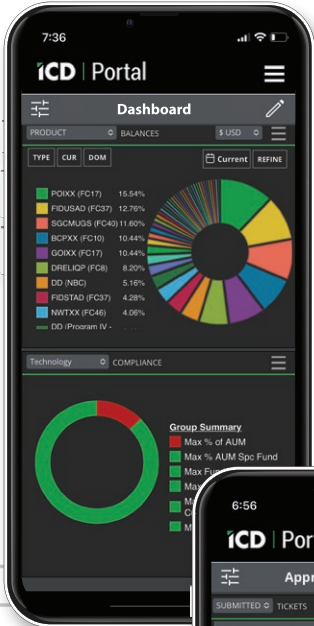 7:36
iCD | Portal
Dashboard
PRODUCT BALANCES $ USD
TYPE CUR DOM Current REFINE
POIXX (FC17) 15.54%
FIDUSAD (FC37) 12.76%
SGCMUGS (FC40) 11.60%
BCPXX (FC10) 10.44%
GOIXX (FC17) 10.44%
DRELIQP (FC8) 8.20%
DD (NBC) 5.16%
FIDSTAD (FC37) 4.28%
NWTXX (FC46) 4.06%
DD (Program IV -
Technology COMPLIANCE
Group Summary
Max % of AUM
Max % AUM Spc Fund
Max
Max
6:56
iCD | Por
Appr
SUBMITTED TICKETS